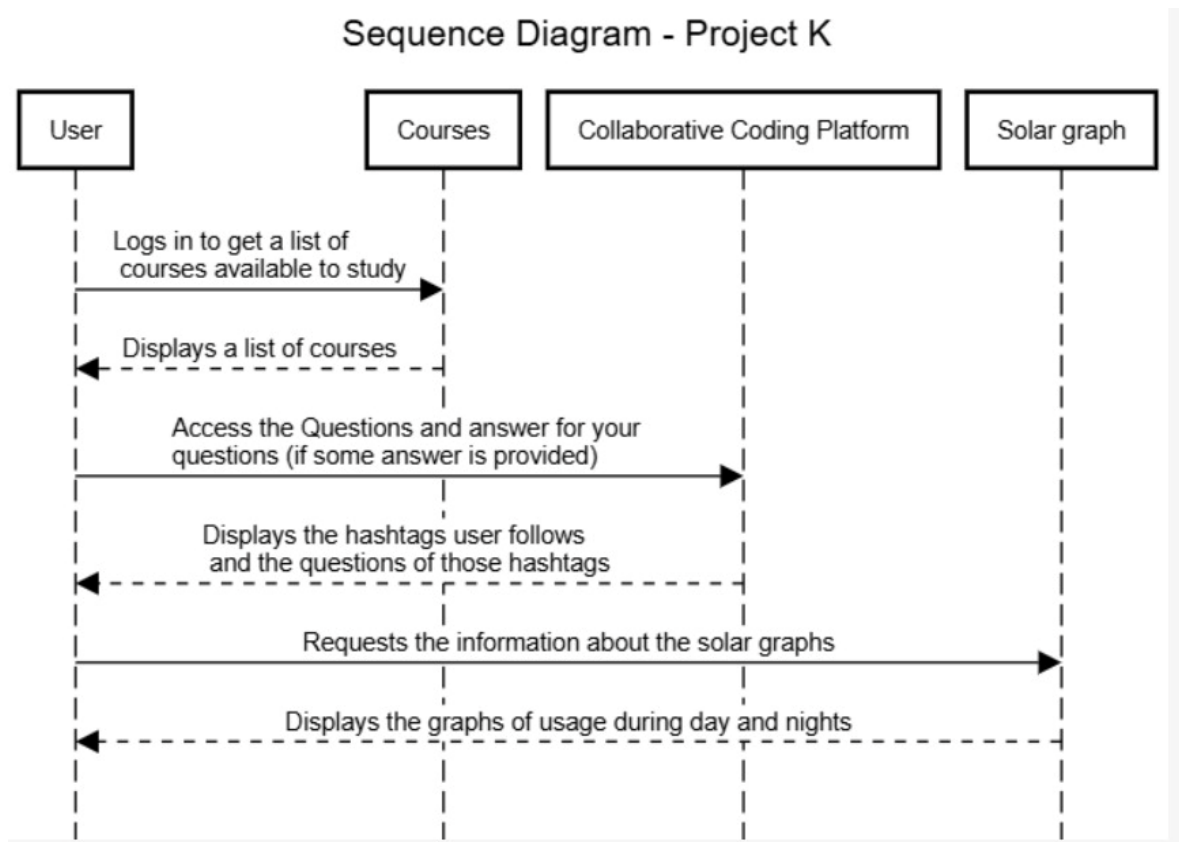 Sequence Diagram - Project K
User
Courses
Collaborative Coding Platform
Solar graph
Logs in to get a list of
courses available to study
Displays a list of courses
Access the Questions and answer for your
questions (if some answer is provided)
Displays the hashtags user follows
and the questions of those hashtags
Requests the information about the solar graphs
Displays the graphs of usage during day and nights